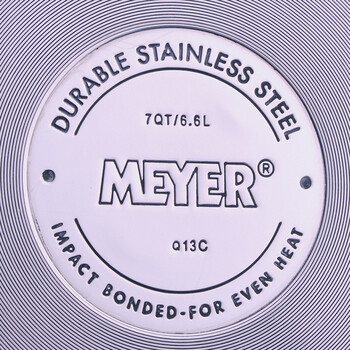 DURABLE STAINLESS STEEL
7QT/6.6L
MEYER®
Q13C
IMPACT BONDED-FOR EVEN HEAT